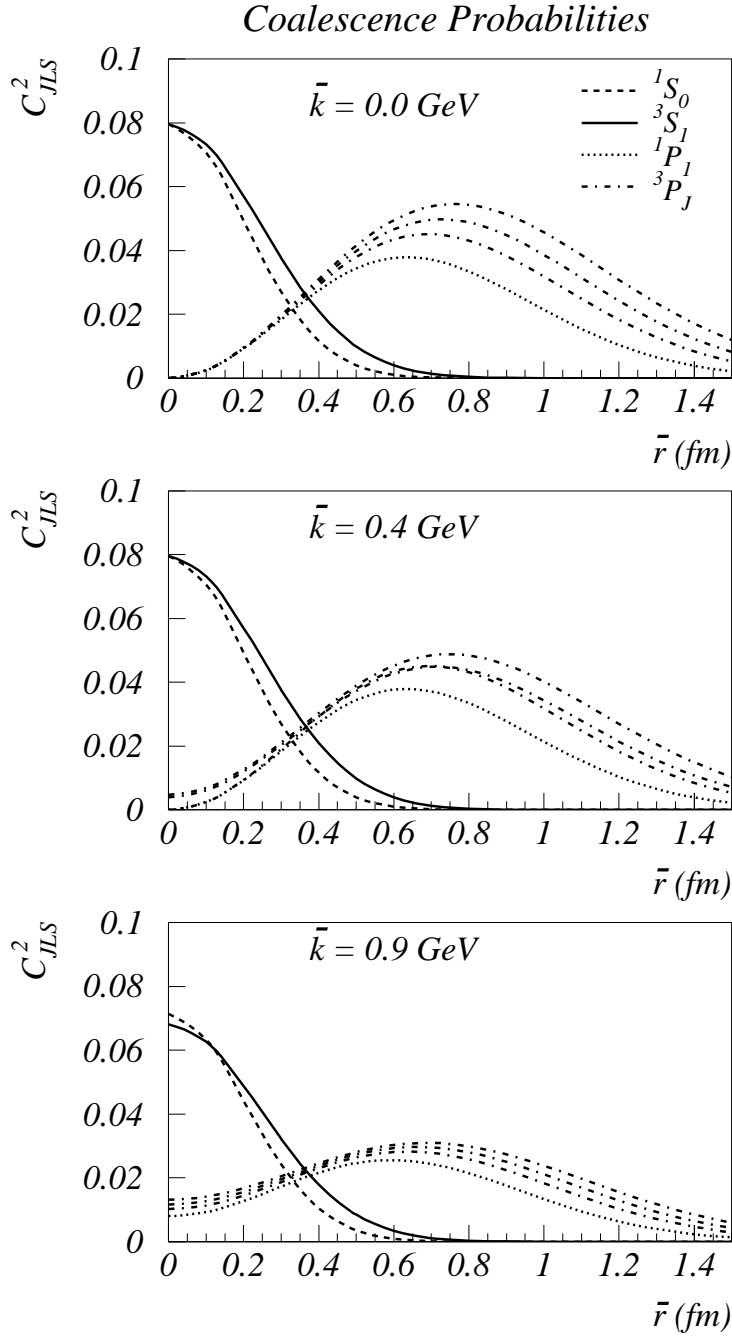 Coalescence Probabilities
C²_JLS
k̄ = 0.0 GeV
¹S₀
³S₁
¹P₁
³P_J
0.1
0.08
0.06
0.04
0.02
0
0 0.2 0.4 0.6 0.8 1 1.2 1.4
r̄ (fm)
C²_JLS
k̄ = 0.4 GeV
0.1
0.08
0.06
0.04
0.02
0
0 0.2 0.4 0.6 0.8 1 1.2 1.4
r̄ (fm)
C²_JLS
k̄ = 0.9 GeV
0.1
0.08
0.06
0.04
0.02
0
0 0.2 0.4 0.6 0.8 1 1.2 1.4
r̄ (fm)